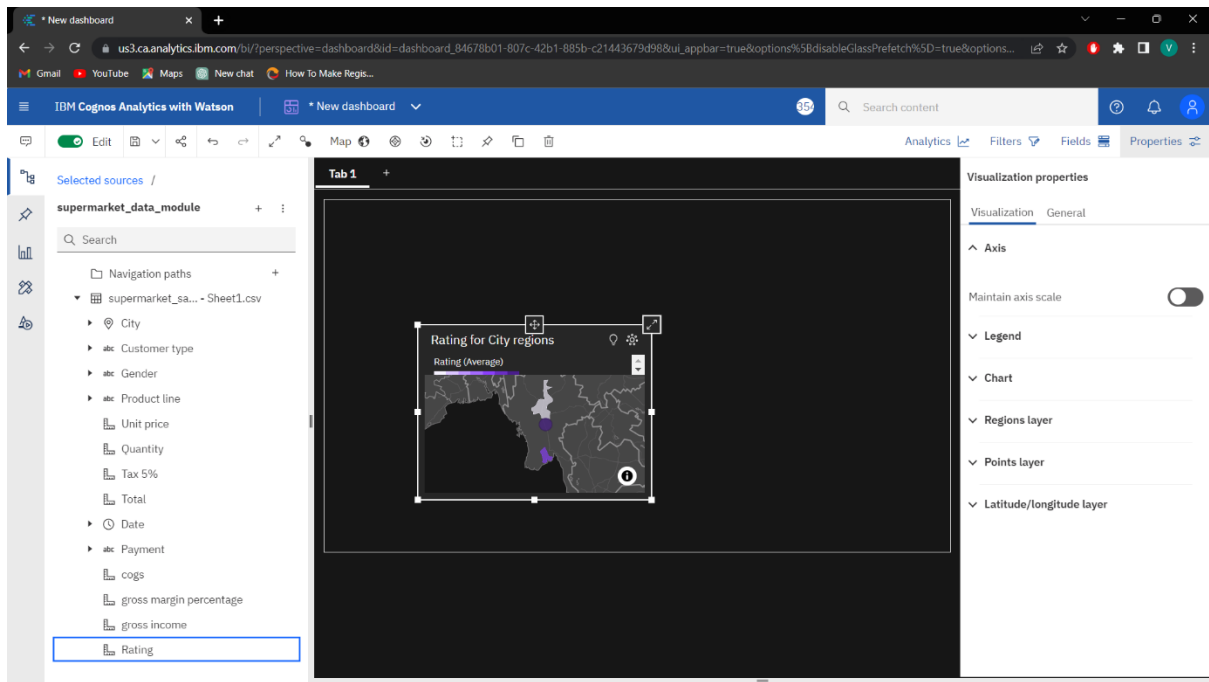 * New dashboard
us3.ca.analytics.ibm.com/bi/?perspective=dashboard&id=dashboard_84678b01-807c-42b1-885b-c21443679d98&ui_appbar=true&options%5BdisableGlassPrefetch%5D=true&options...
V
Gmail YouTube Maps New chat How To Make Regis...
IBM Cognos Analytics with Watson * New dashboard 354 Search content
Edit Map Analytics Filters Fields Properties
Selected sources /
supermarket_data_module
Search
Navigation paths
supermarket_sa... - Sheet1.csv
City
abc Customer type
abc Gender
abc Product line
Unit price
Quantity
Tax 5%
Total
Date
abc Payment
cogs
gross margin percentage
gross income
Rating
Tab 1
Rating for City regions
Rating (Average)
Visualization properties
Visualization General
Axis
Maintain axis scale
Legend
Chart
Regions layer
Points layer
Latitude/longitude layer